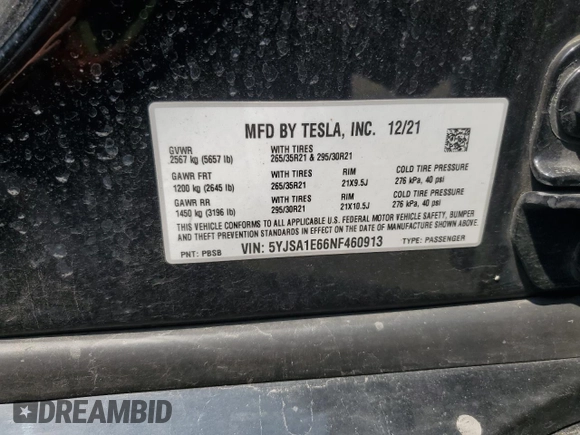 MFD BY TESLA, INC. 12/21
GVWR
2567 kg (5657 lb)
WITH TIRES
265/35R21 & 295/30R21
GAWR FRT
1200 kg (2645 lb)
WITH TIRES
265/35R21
RIM
21X9.5J
COLD TIRE PRESSURE
276 kPa, 40 psi
GAWR RR
1450 kg (3196 lb)
WITH TIRES
295/30R21
RIM
21X10.5J
COLD TIRE PRESSURE
276 kPa, 40 psi
THIS VEHICLE CONFORMS TO ALL APPLICABLE U.S. FEDERAL MOTOR VEHICLE SAFETY, BUMPER
AND THEFT PREVENTION STANDARDS IN EFFECT ON THE DATE OF MANUFACTURE SHOWN ABOVE.
PNT: PBSB
VIN: 5YJSA1E66NF460913
TYPE: PASSENGER
DREAMBID